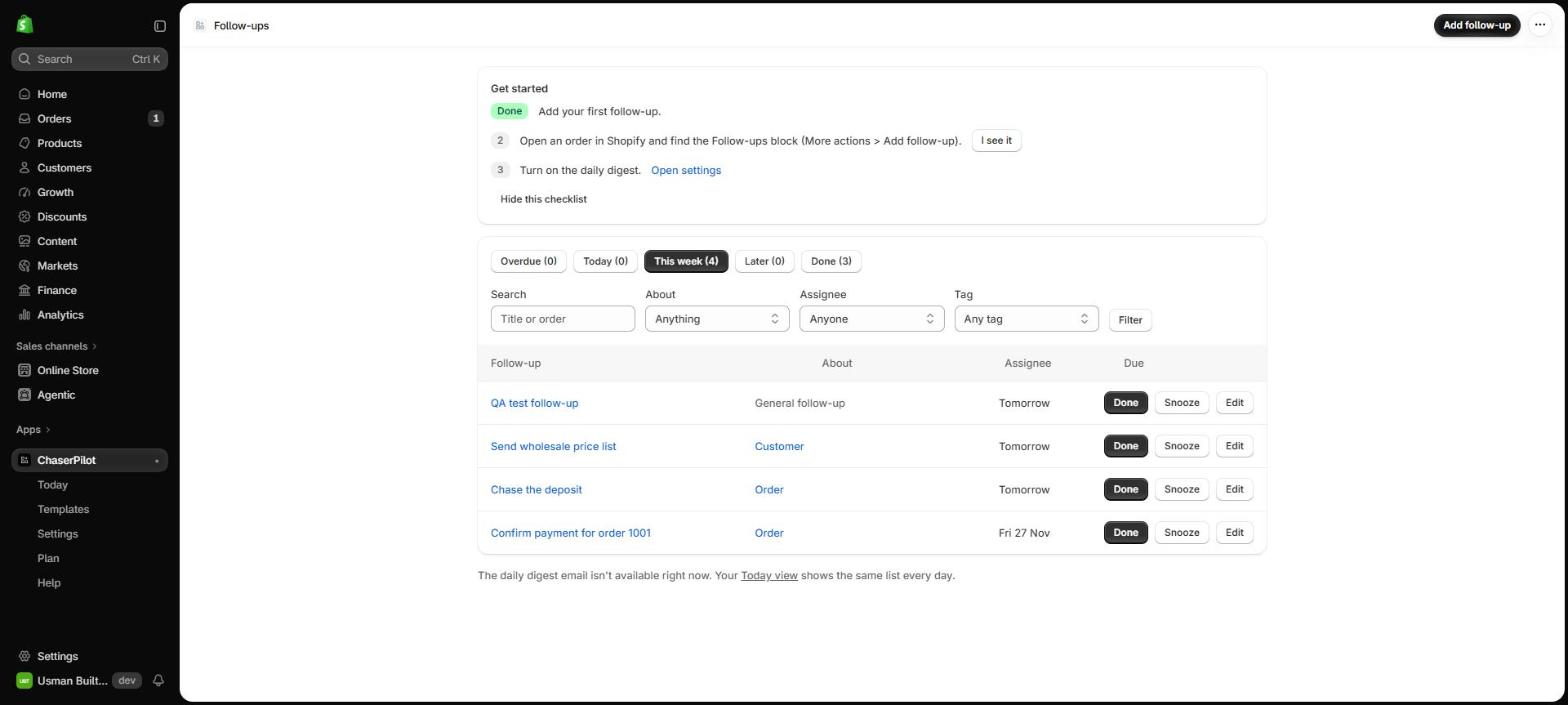 Search Ctrl K
Home
Orders 1
Products
Customers
Growth
Discounts
Content
Markets
Finance
Analytics
Sales channels
Online Store
Agentic
Apps
ChaserPilot
Today
Templates
Settings
Plan
Help
Settings
Usman Built... dev
Follow-ups
Add follow-up
Get started
Done Add your first follow-up.
2 Open an order in Shopify and find the Follow-ups block (More actions > Add follow-up). I see it
3 Turn on the daily digest. Open settings
Hide this checklist
Overdue (0) Today (0) This week (4) Later (0) Done (3)
Search About Assignee Tag
Title or order Anything Anyone Any tag Filter
Follow-up About Assignee Due
QA test follow-up General follow-up Tomorrow Done Snooze Edit
Send wholesale price list Customer Tomorrow Done Snooze Edit
Chase the deposit Order Tomorrow Done Snooze Edit
Confirm payment for order 1001 Order Fri 27 Nov Done Snooze Edit
The daily digest email isn't available right now. Your Today view shows the same list every day.